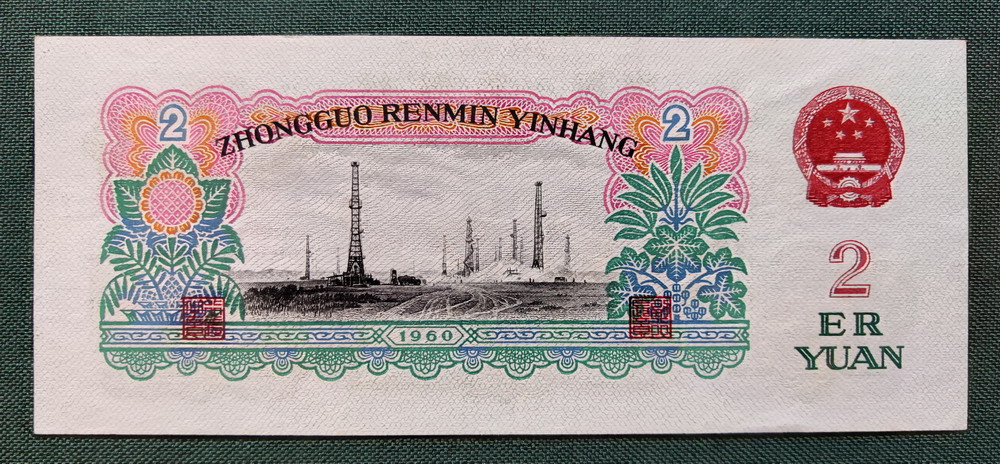 2
2
ZHONGGUO RENMIN YINHANG
1960
2
ER
YUAN